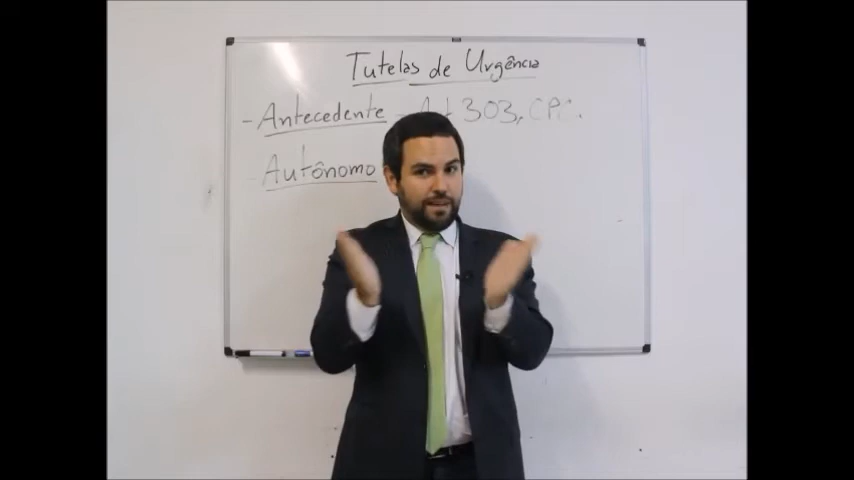 Tutelas de Urgência
- Antecedente - Art 303, CPC.
- Autônomo